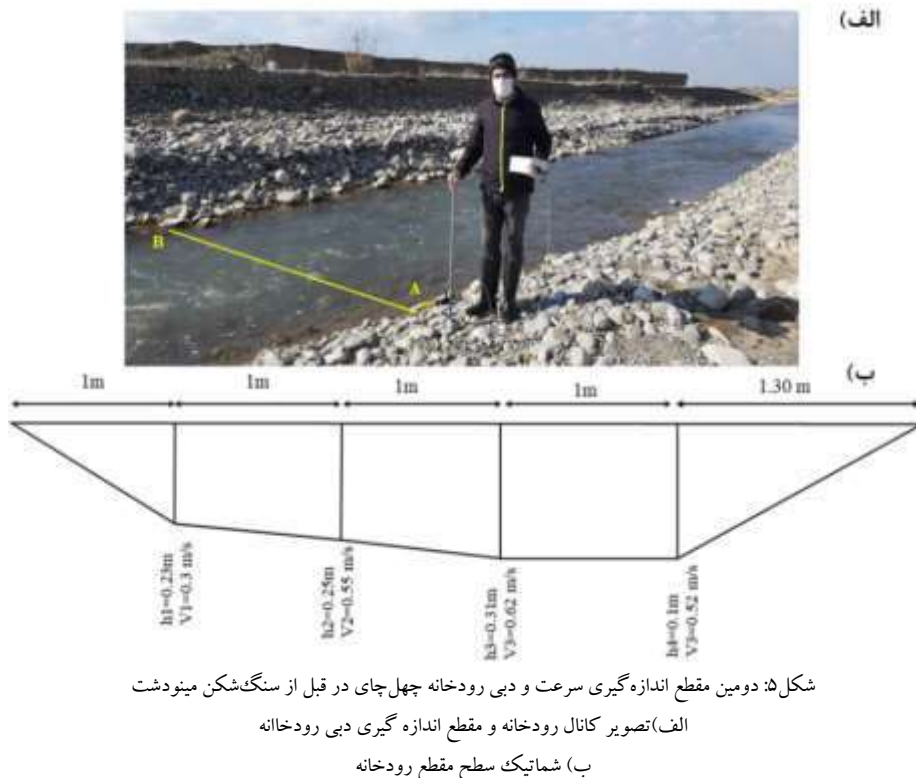 الف)
B
A
ب)
1m 1m 1m 1m 1.30 m
h1=0.23m
V1=0.3 m/s
h2=0.25m
V2=0.55 m/s
h3=0.31m
V3=0.62 m/s
h4=0.1m
V3=0.52 m/s
شکل۵: دومین مقطع اندازه‌گیری سرعت و دبی رودخانه چهل‌چای در قبل از سنگ‌شکن مینودشت
الف)تصویر کانال رودخانه و مقطع اندازه گیری دبی رودخاانه
ب) شماتیک سطح مقطع رودخانه